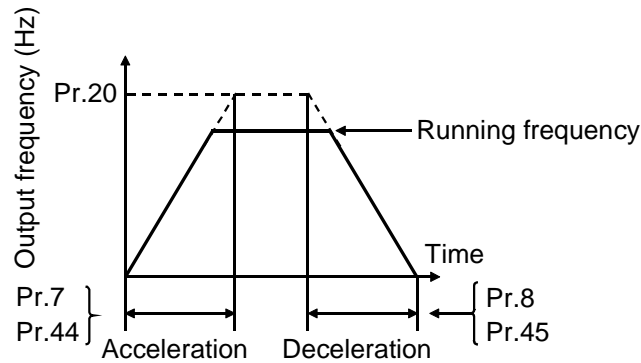 Output frequency (Hz)
Pr.20
Running frequency
Time
Pr.7
Pr.44
Pr.8
Pr.45
Acceleration
Deceleration